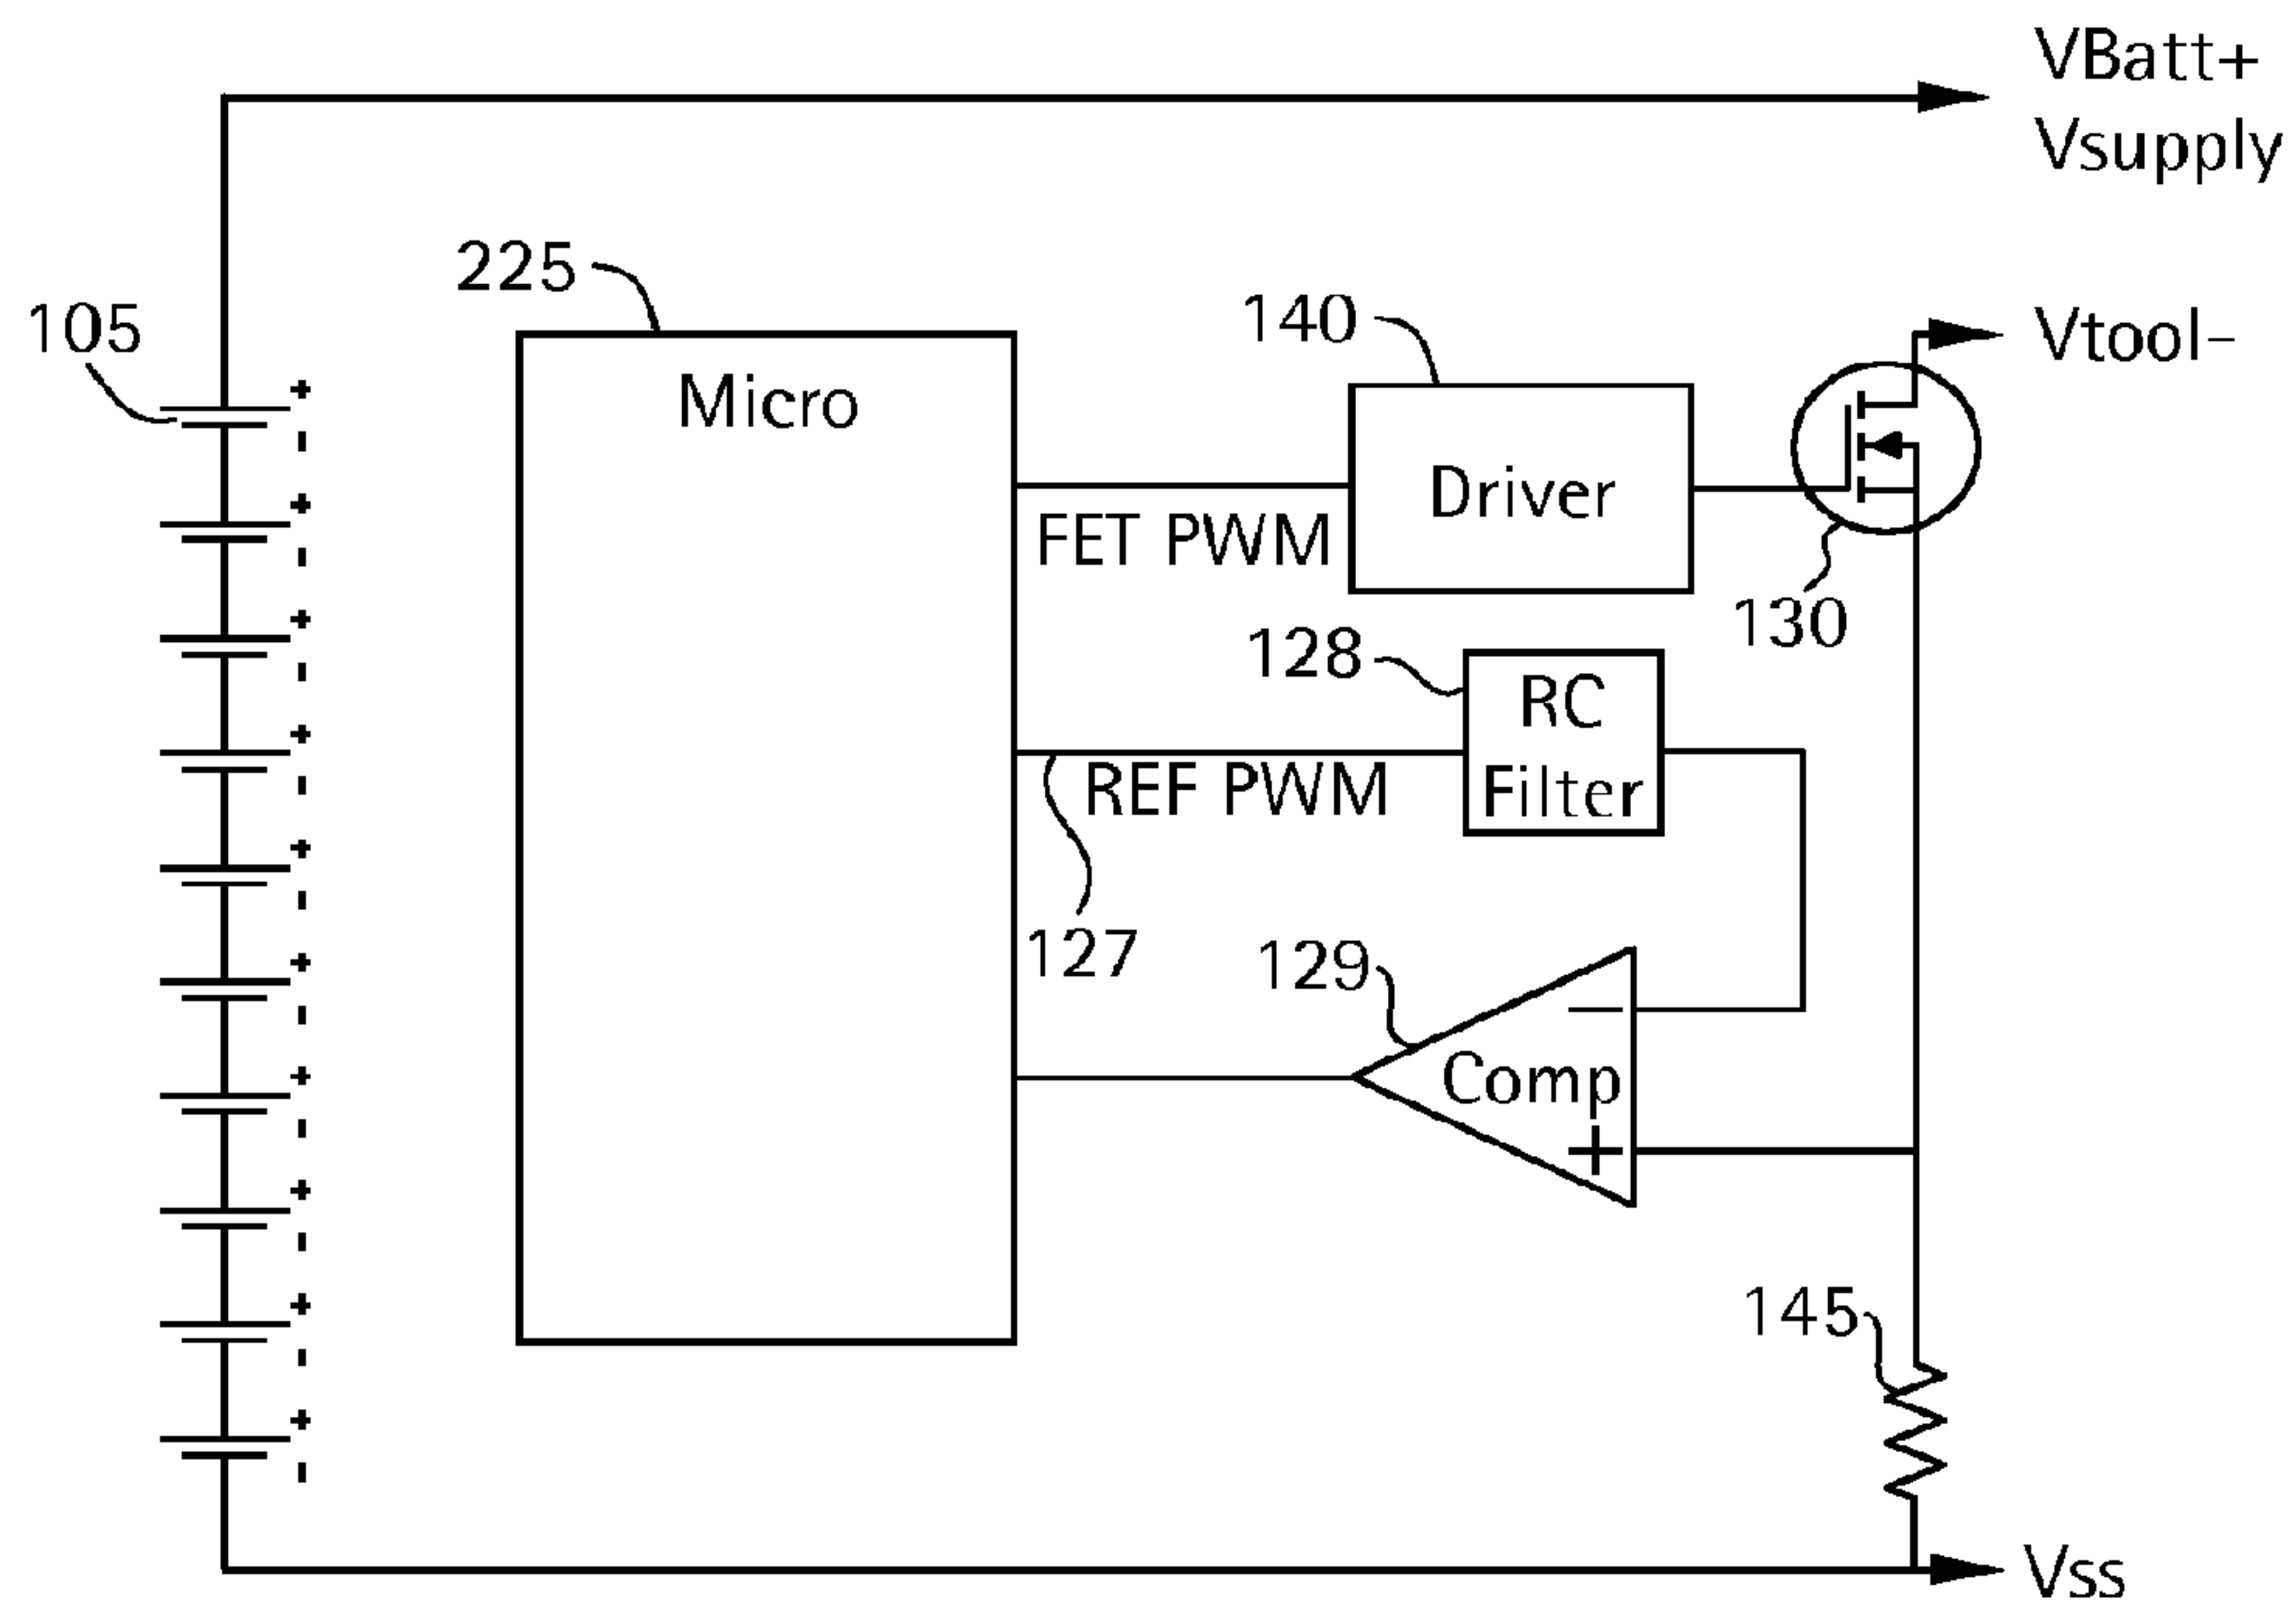 VBatt+
Vsupply
225
105
140
Vtool-
Micro
Driver
FET PWM
130
128
RC
Filter
REF PWM
127
129
-
Comp
+
145
Vss
+
-
+
-
+
-
+
-
+
-
+
-
+
-
+
-
+
-
+
-